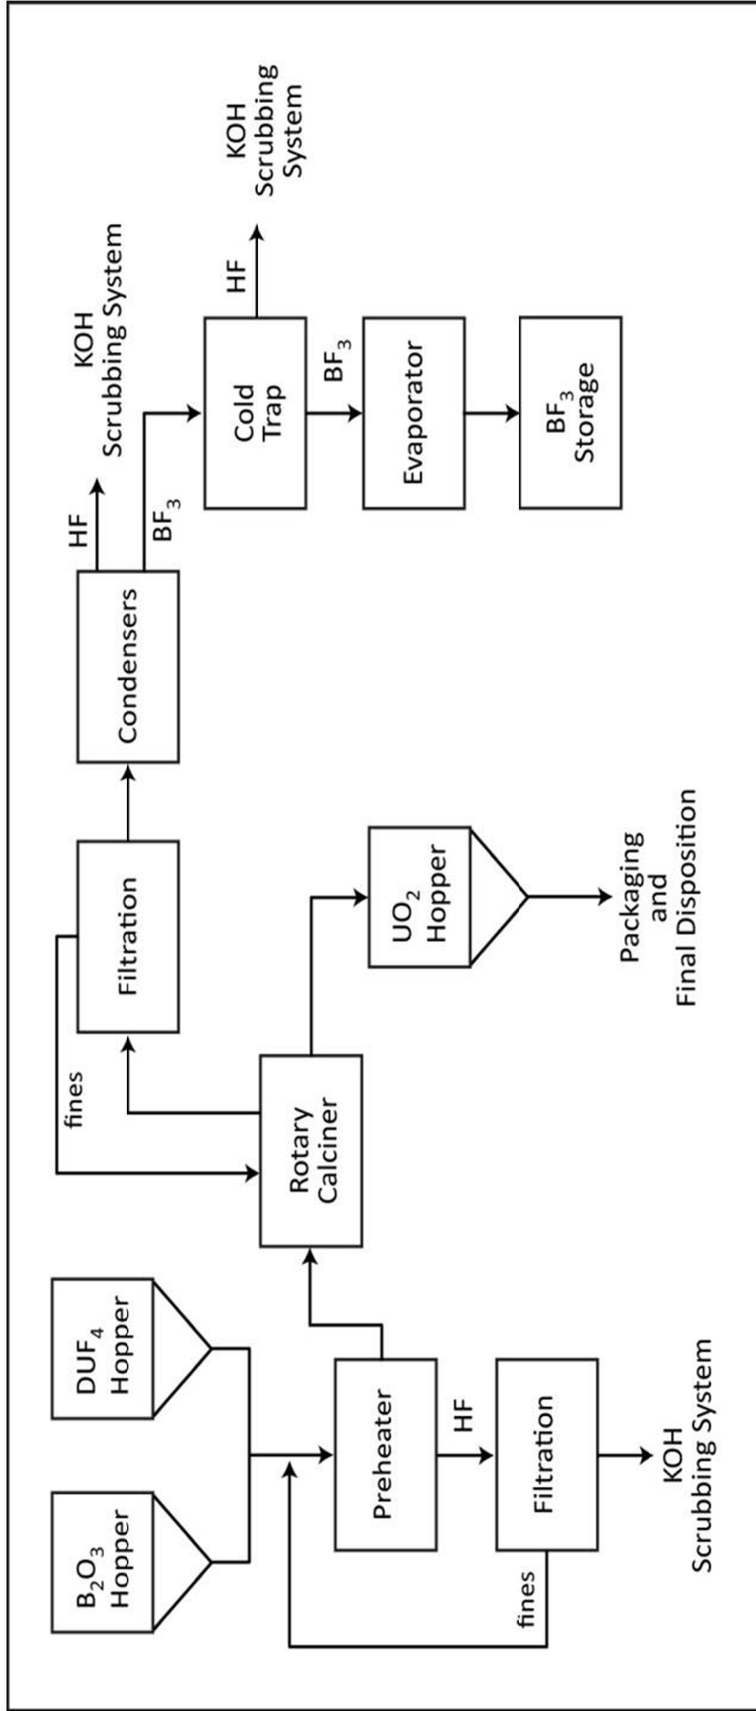 B₂O₃
Hopper
DUF₄
Hopper
fines
Preheater
HF
Filtration
KOH
Scrubbing System
Rotary
Calciner
fines
Filtration
UO₂
Hopper
Packaging
and
Final Disposition
Condensers
HF
KOH
Scrubbing System
BF₃
Cold
Trap
HF
KOH
Scrubbing
System
BF₃
Evaporator
BF₃
Storage